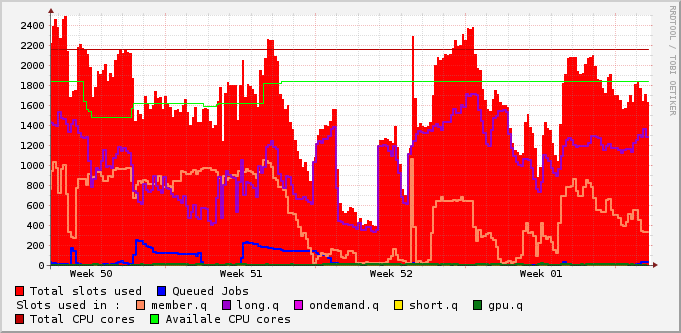 2400
2200
2000
1800
1600
1400
1200
1000
800
600
400
200
0
Week 50 Week 51 Week 52 Week 01
RRDTOOL / TOBI OETIKER
Total slots used Queued Jobs
Slots used in : member.q long.q ondemand.q short.q gpu.q
Total CPU cores Availale CPU cores